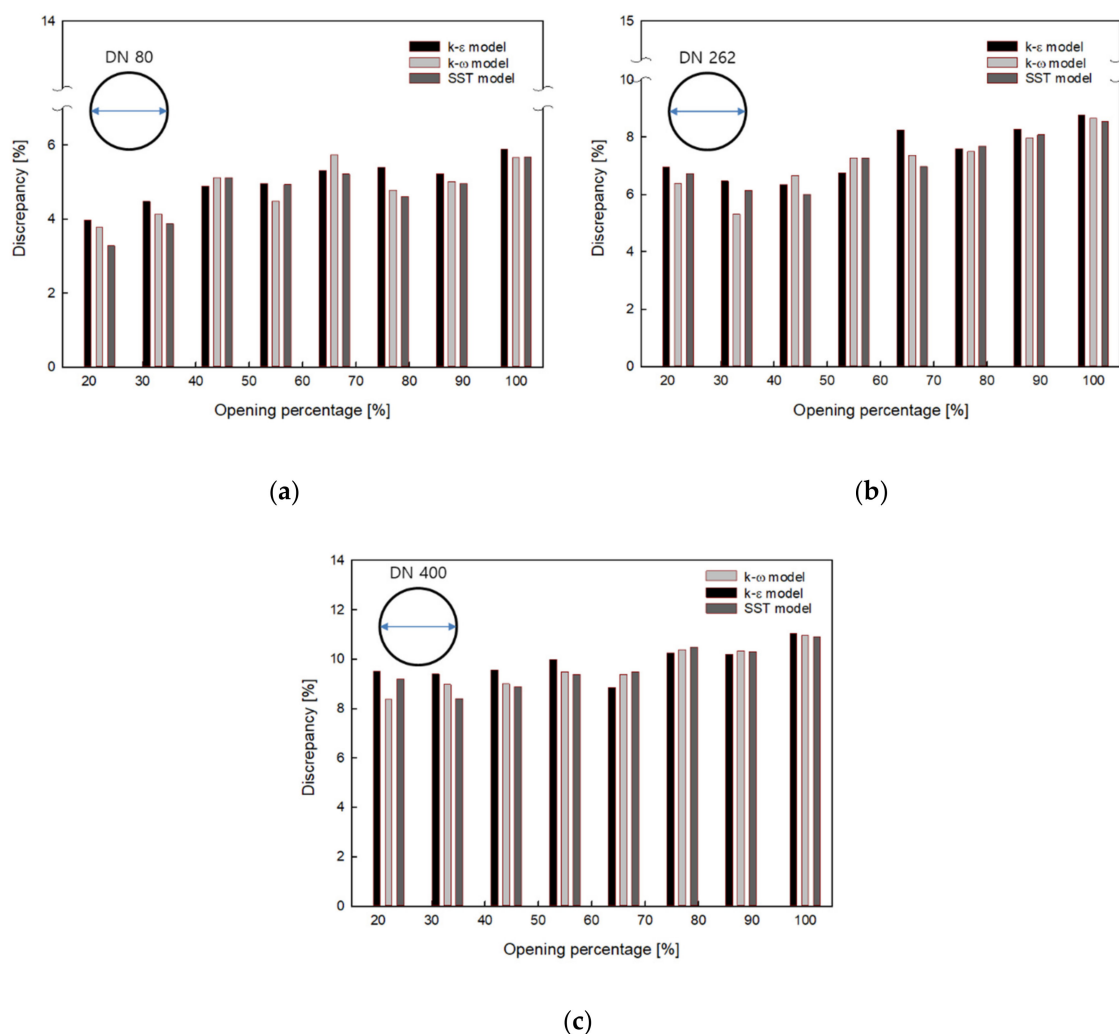 14
DN 80
k-ε model
k-ω model
SST model
6
4
2
0
Discrepancy [%]
20 30 40 50 60 70 80 90 100
Opening percentage [%]
(a)
15
DN 262
k-ε model
k-ω model
SST model
10
8
6
4
2
0
Discrepancy [%]
20 30 40 50 60 70 80 90 100
Opening percentage [%]
(b)
14
DN 400
k-ω model
k-ε model
SST model
12
10
8
6
4
2
0
Discrepancy [%]
20 30 40 50 60 70 80 90 100
Opening percentage [%]
(c)